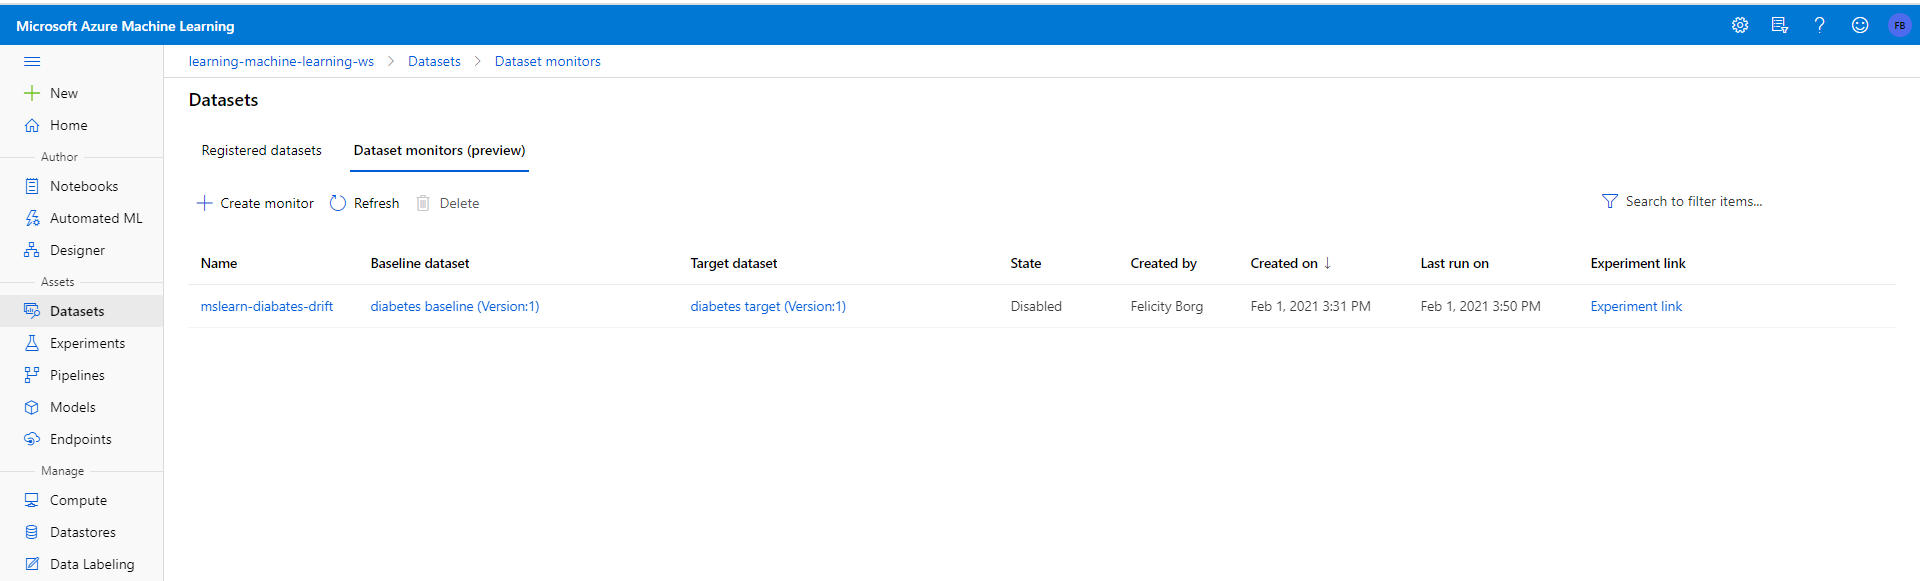 Microsoft Azure Machine Learning
FB
learning-machine-learning-ws > Datasets > Dataset monitors
New
Home
Author
Notebooks
Automated ML
Designer
Assets
Datasets
Experiments
Pipelines
Models
Endpoints
Manage
Compute
Datastores
Data Labeling
Datasets
Registered datasets Dataset monitors (preview)
Create monitor Refresh Delete Search to filter items...
Name Baseline dataset Target dataset State Created by Created on ↓ Last run on Experiment link
mslearn-diabates-drift diabetes baseline (Version:1) diabetes target (Version:1) Disabled Felicity Borg Feb 1, 2021 3:31 PM Feb 1, 2021 3:50 PM Experiment link